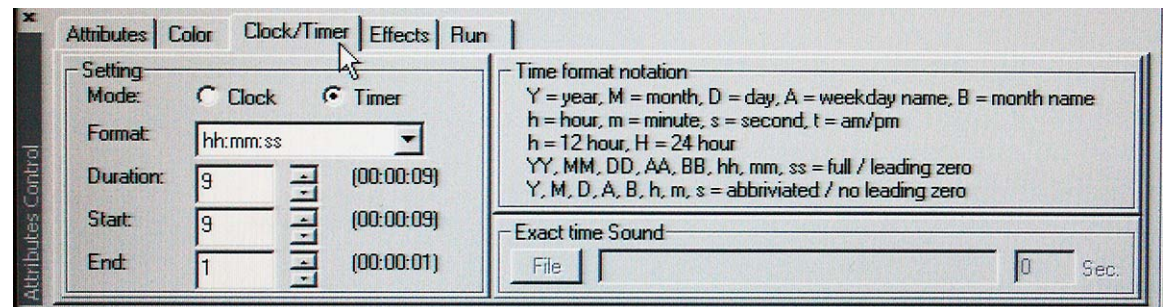 Attributes Color Clock/Timer Effects Run
Setting
Mode: Clock Timer
Format: hh:mm:ss
Duration: 9 (00:00:09)
Start: 9 (00:00:09)
End: 1 (00:00:01)
Time format notation
Y = year, M = month, D = day, A = weekday name, B = month name
h = hour, m = minute, s = second, t = am/pm
h = 12 hour, H = 24 hour
YY, MM, DD, AA, BB, hh, mm, ss = full / leading zero
Y, M, D, A, B, h, m, s = abbriviated / no leading zero
Exact time Sound
File 0 Sec.
Attributes Control